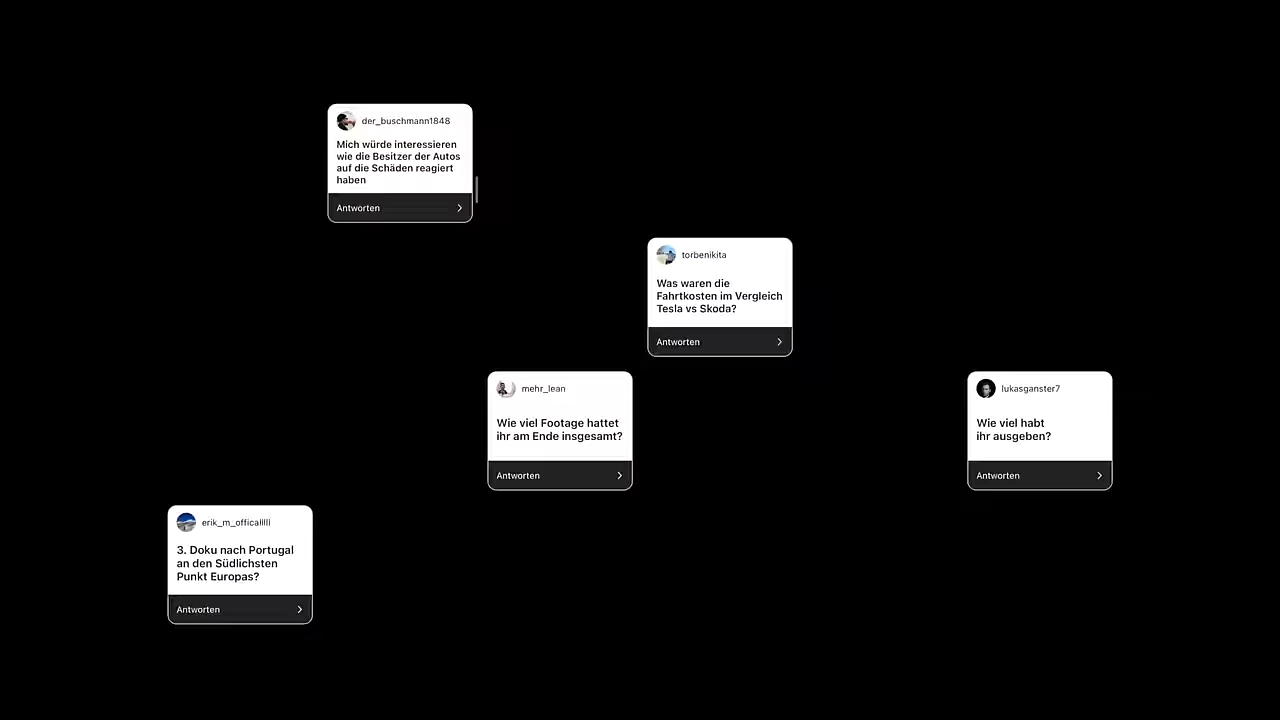 der_buschmann1848
Mich würde interessieren
wie die Besitzer der Autos
auf die Schäden reagiert
haben
Antworten
torbenikita
Was waren die
Fahrtkosten im Vergleich
Tesla vs Skoda?
Antworten
mehr_lean
Wie viel Footage hattet
ihr am Ende insgesamt?
Antworten
lukasganster7
Wie viel habt
ihr ausgeben?
Antworten
erik_m_officalllli
3. Doku nach Portugal
an den Südlichsten
Punkt Europas?
Antworten